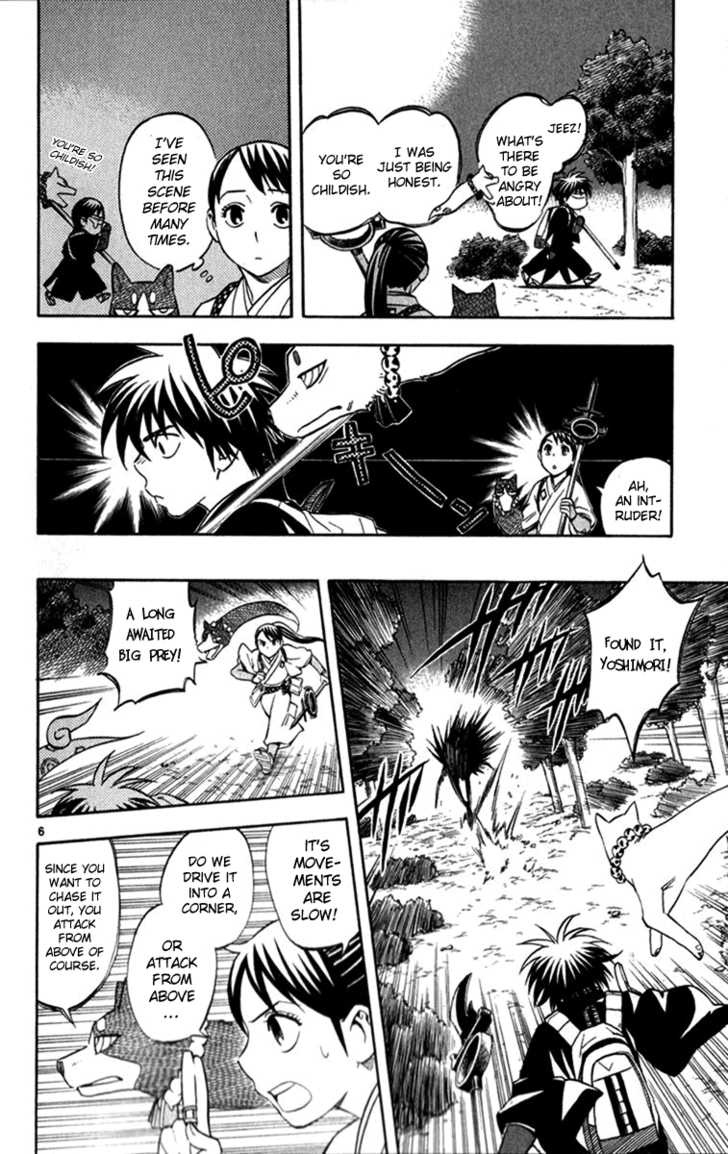 JEEZ!
WHAT'S
THERE
TO BE
ANGRY
ABOUT!
I WAS
JUST BEING
HONEST.
YOU'RE
SO
CHILDISH.
I'VE
SEEN
THIS
SCENE
BEFORE
MANY
TIMES.
YOU'RE SO
CHILDISH!
AH,
AN INT-
RUDER!
FOUND IT,
YOSHIMORI!
A LONG
AWAITED
BIG PREY!
IT'S
MOVE-
MENTS
ARE
SLOW!
DO WE
DRIVE IT
INTO A
CORNER,
OR
ATTACK
FROM
ABOVE
...
SINCE YOU
WANT TO
CHASE IT
OUT, YOU
ATTACK
FROM
ABOVE OF
COURSE.
6